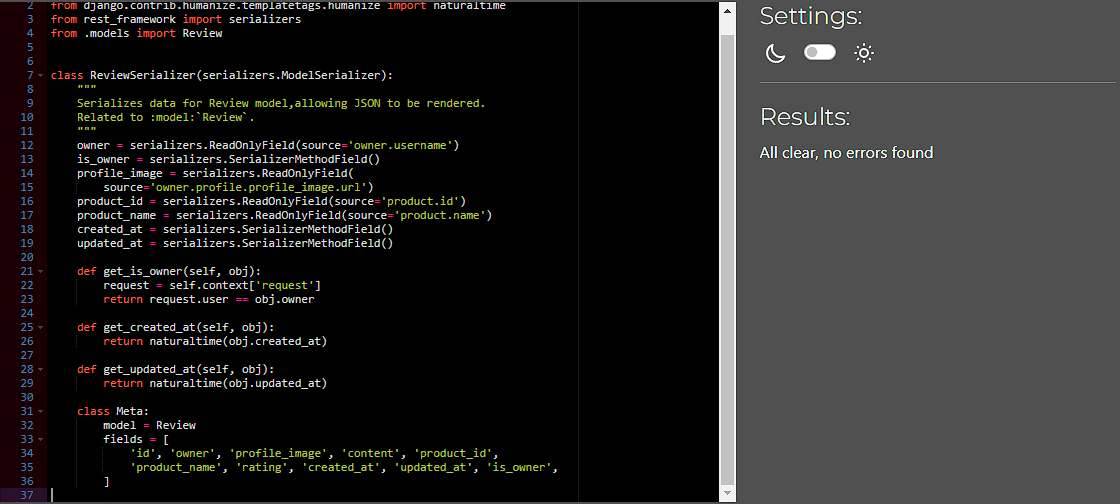 2 from django.contrib.humanize.templatetags.humanize import naturaltime
3 from rest_framework import serializers
4 from .models import Review
5
6
7 class ReviewSerializer(serializers.ModelSerializer):
8     """
9     Serializes data for Review model,allowing JSON to be rendered.
10     Related to :model:`Review`.
11     """
12     owner = serializers.ReadOnlyField(source='owner.username')
13     is_owner = serializers.SerializerMethodField()
14     profile_image = serializers.ReadOnlyField(
15         source='owner.profile.profile_image.url')
16     product_id = serializers.ReadOnlyField(source='product.id')
17     product_name = serializers.ReadOnlyField(source='product.name')
18     created_at = serializers.SerializerMethodField()
19     updated_at = serializers.SerializerMethodField()
20
21     def get_is_owner(self, obj):
22         request = self.context['request']
23         return request.user == obj.owner
24
25     def get_created_at(self, obj):
26         return naturaltime(obj.created_at)
27
28     def get_updated_at(self, obj):
29         return naturaltime(obj.updated_at)
30
31     class Meta:
32         model = Review
33         fields = [
34             'id', 'owner', 'profile_image', 'content', 'product_id',
35             'product_name', 'rating', 'created_at', 'updated_at', 'is_owner',
36         ]
37
Settings:
Results:
All clear, no errors found